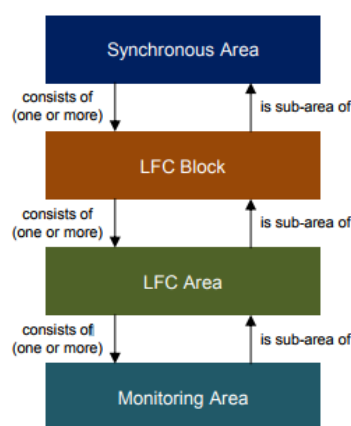 Synchronous Area
consists of
(one or more)
is sub-area of
LFC Block
consists of
(one or more)
is sub-area of
LFC Area
consists of
(one or more)
is sub-area of
Monitoring Area